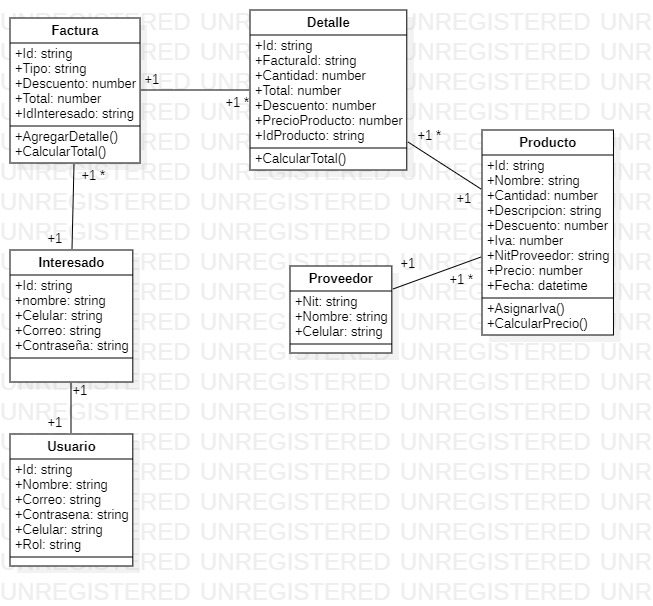 Factura
+Id: string
+Tipo: string
+Descuento: number
+Total: number
+IdInteresado: string
+AgregarDetalle()
+CalcularTotal()
+1
+1 *
Detalle
+Id: string
+FacturaId: string
+Cantidad: number
+Total: number
+Descuento: number
+PrecioProducto: number
+IdProducto: string
+CalcularTotal()
+1 *
+1
Producto
+Id: string
+Nombre: string
+Cantidad: number
+Descripcion: string
+Descuento: number
+Iva: number
+NitProveedor: string
+Precio: number
+Fecha: datetime
+AsignarIva()
+CalcularPrecio()
+1 *
+1
Interesado
+Id: string
+nombre: string
+Celular: string
+Correo: string
+Contraseña: string
+1
+1 *
Proveedor
+Nit: string
+Nombre: string
+Celular: string
+1
+1
Usuario
+Id: string
+Nombre: string
+Correo: string
+Contrasena: string
+Celular: string
+Rol: string
UNREGISTERED